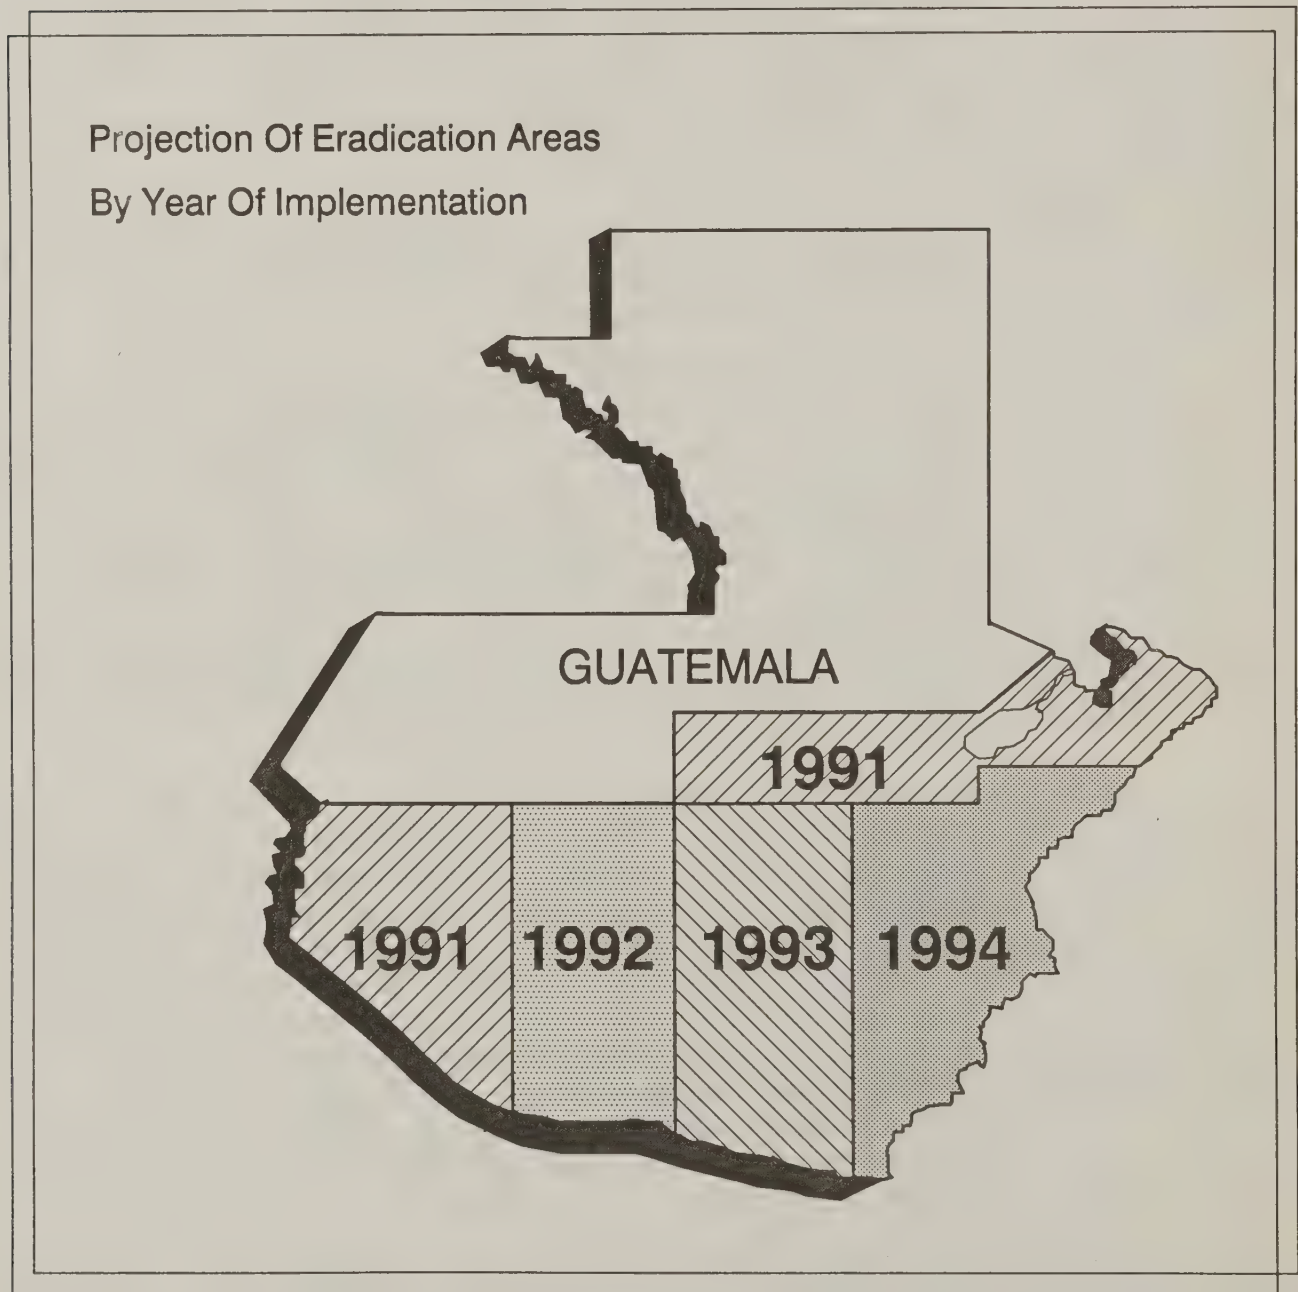 Projection Of Eradication Areas
By Year Of Implementation
GUATEMALA
1991
1991
1992
1993
1994